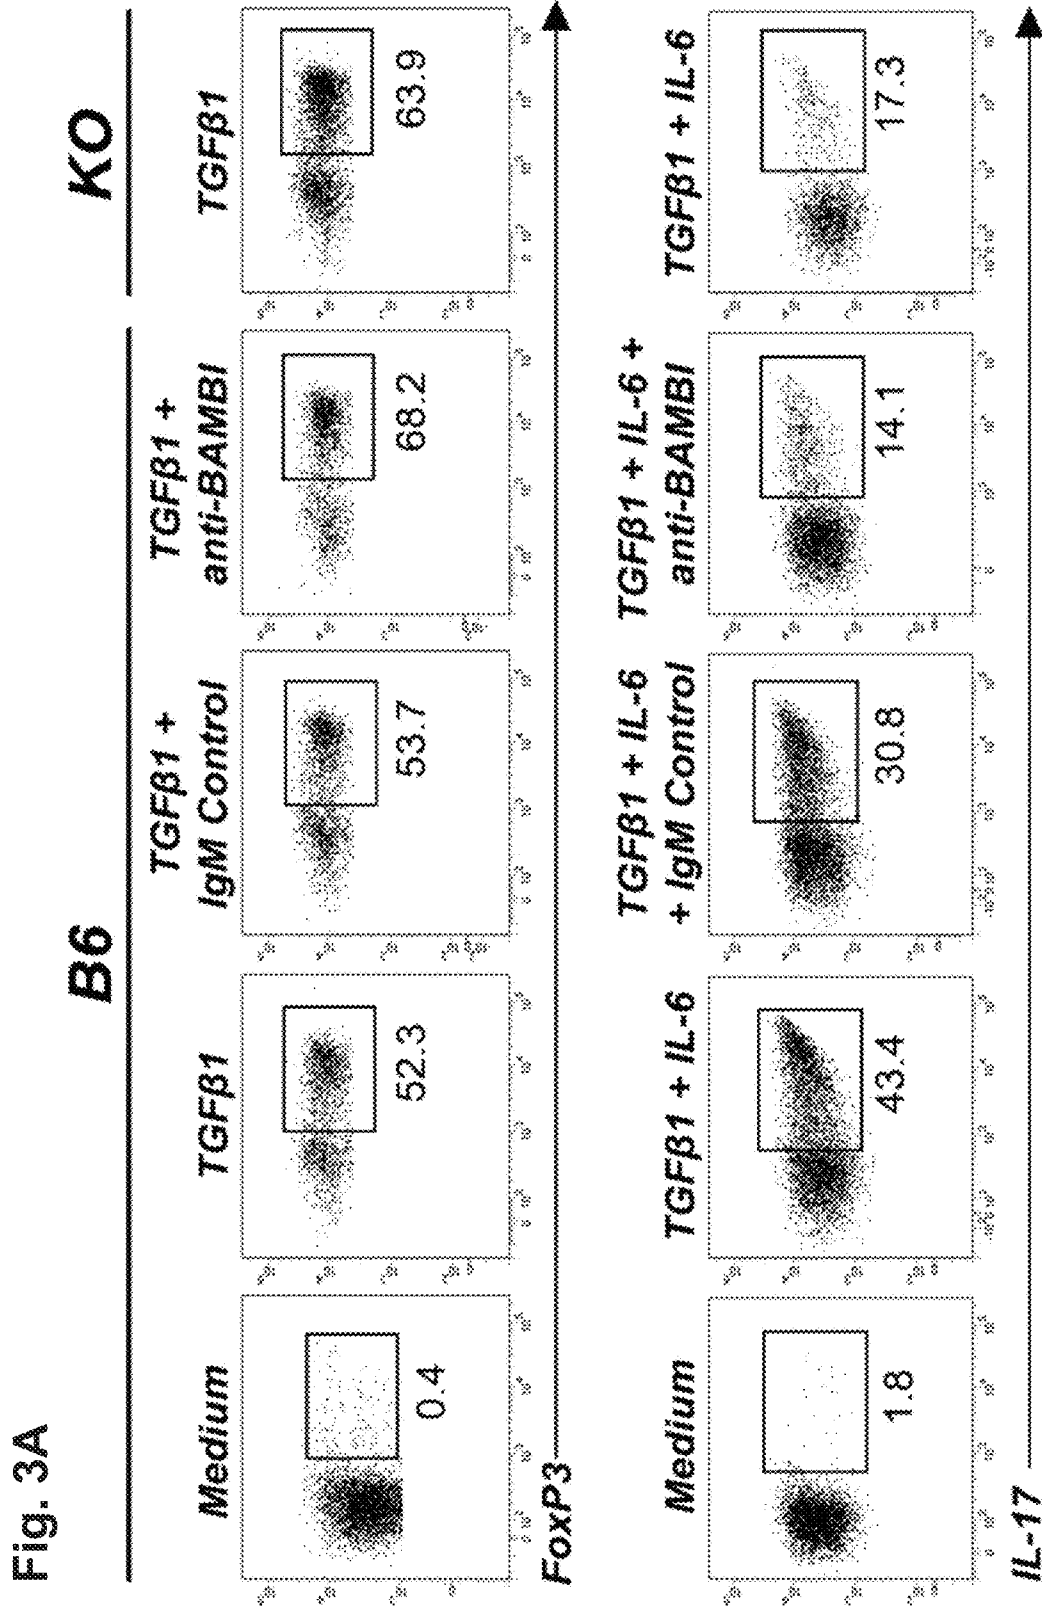 Fig. 3A
B6
KO
Medium
TGFβ1
TGFβ1 +
IgM Control
TGFβ1 +
anti-BAMBI
TGFβ1
0.4
52.3
53.7
68.2
63.9
FoxP3
Medium
TGFβ1 + IL-6
TGFβ1 + IL-6
+ IgM Control
TGFβ1 + IL-6 +
anti-BAMBI
TGFβ1 + IL-6
1.8
43.4
30.8
14.1
17.3
IL-17